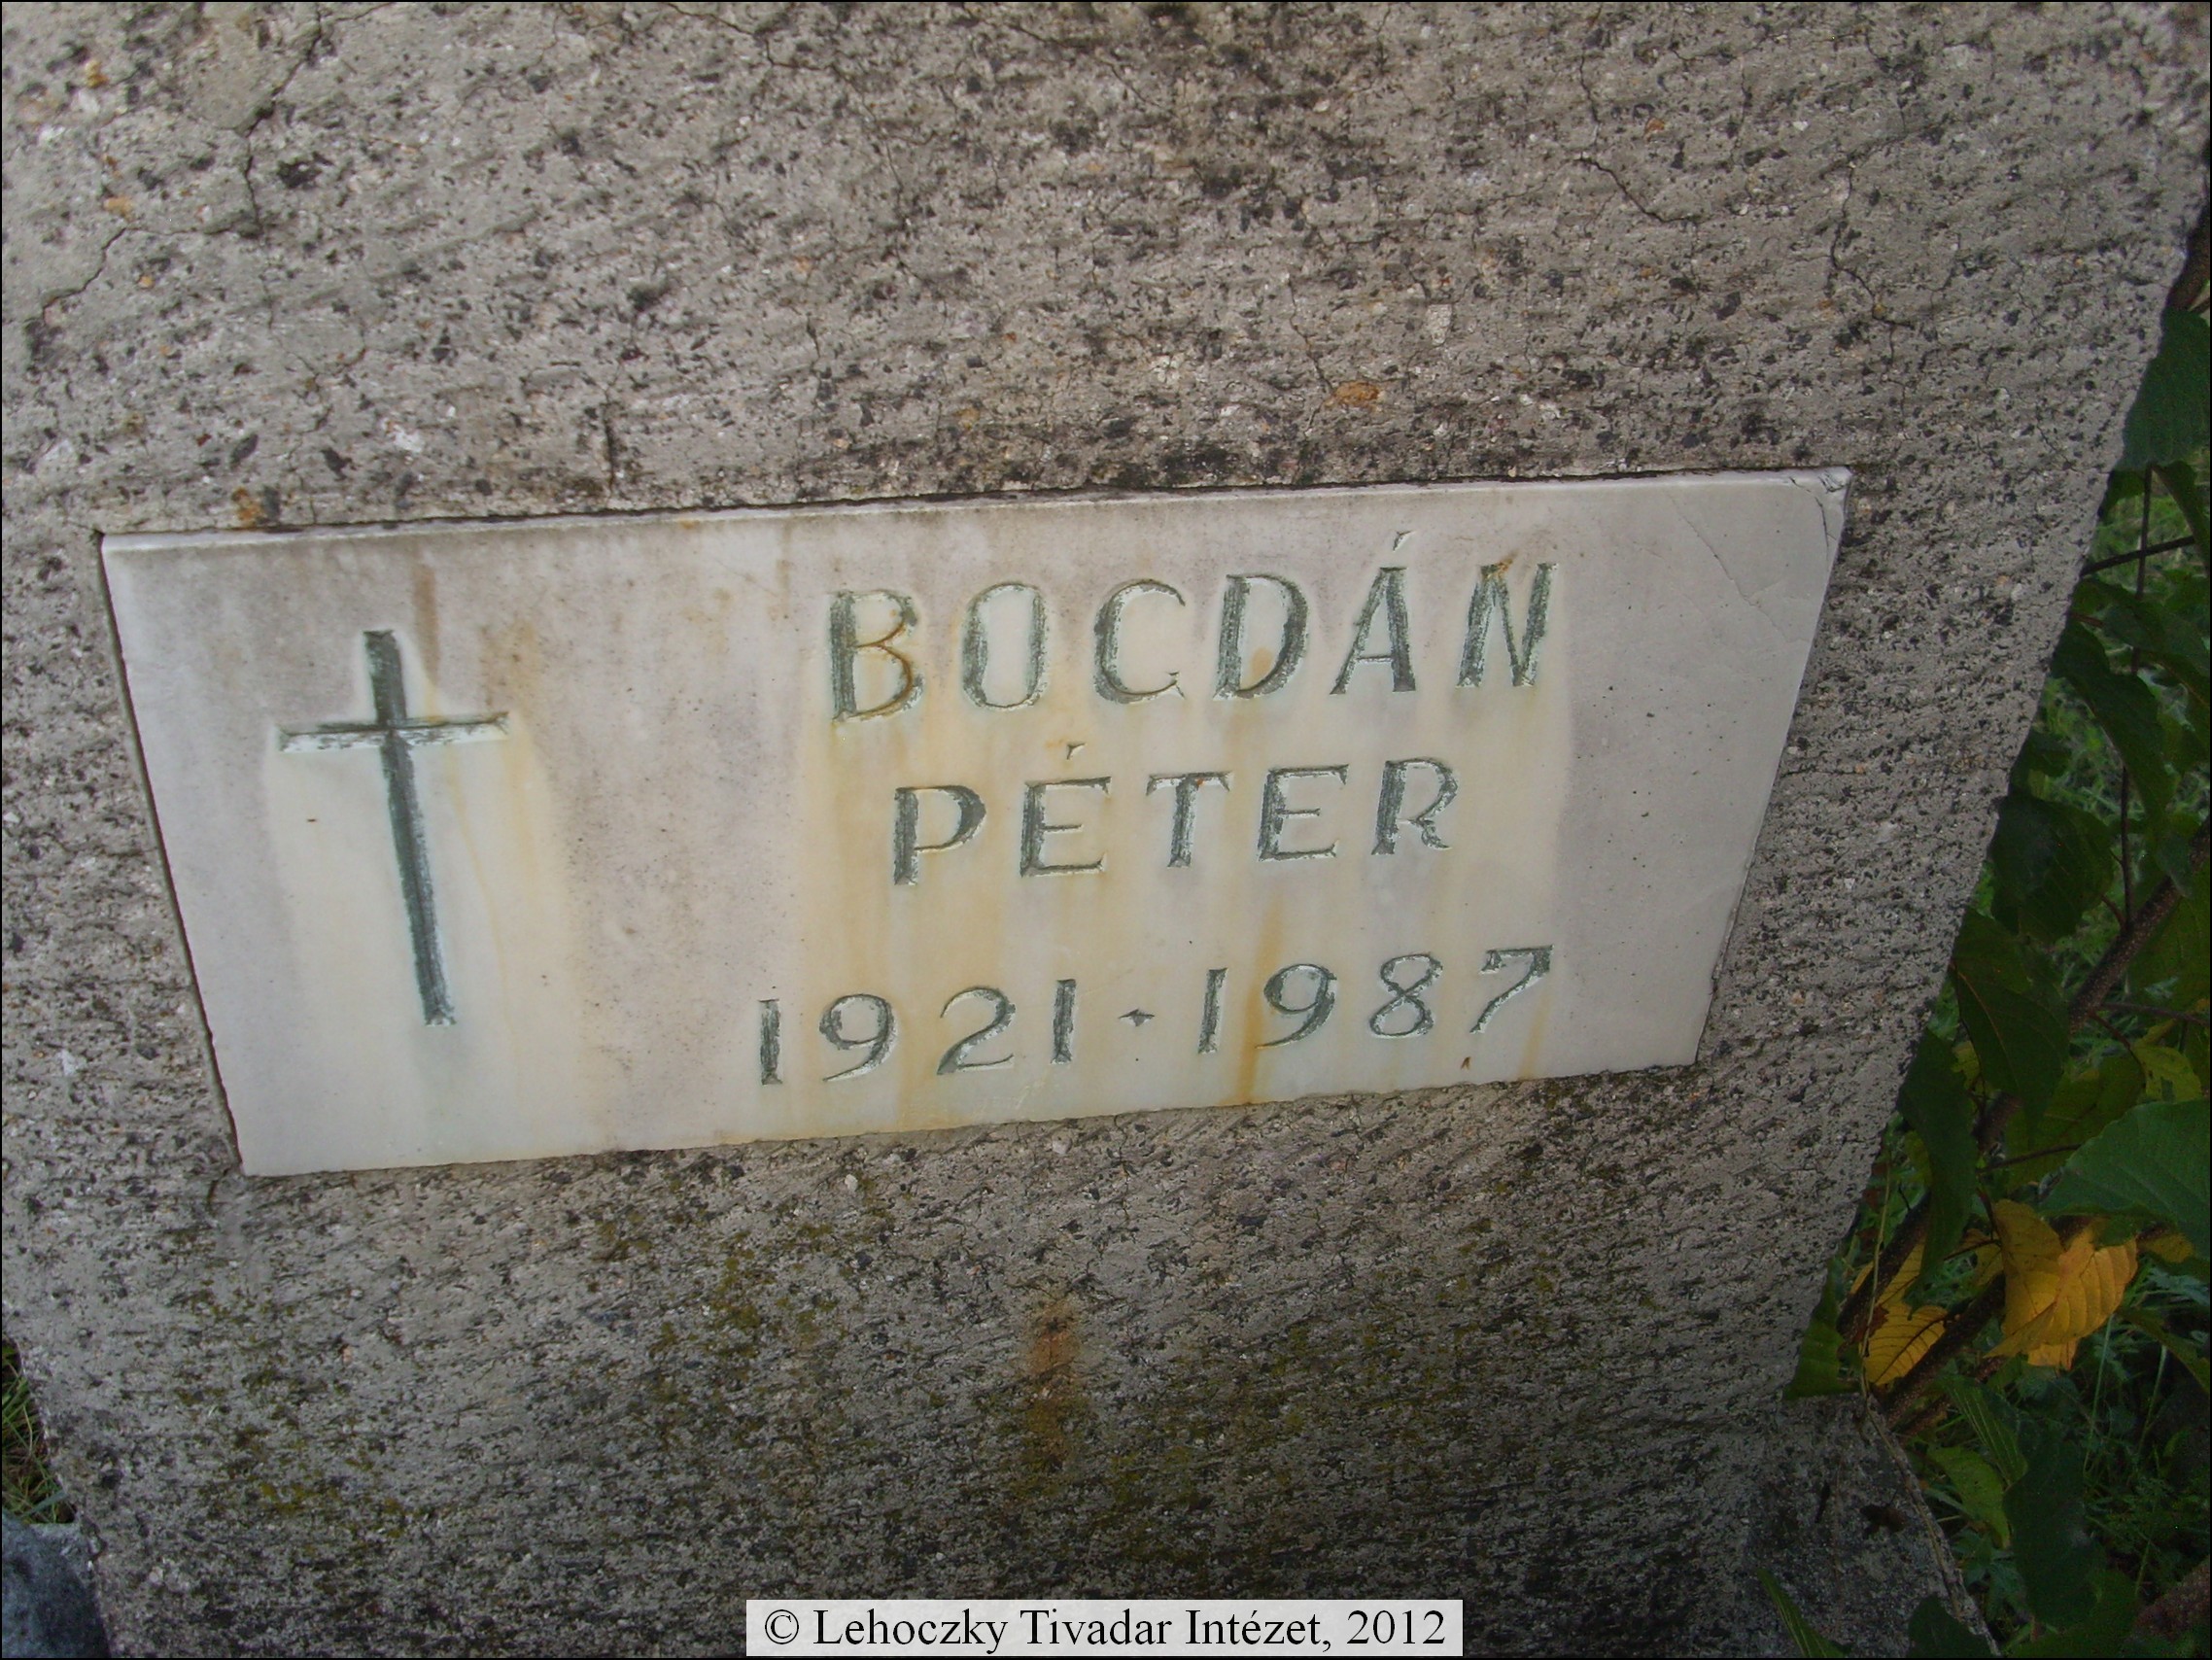 BOGDÁN
PÉTER
1921-1987
© Lehoczky Tivadar Intézet, 2012